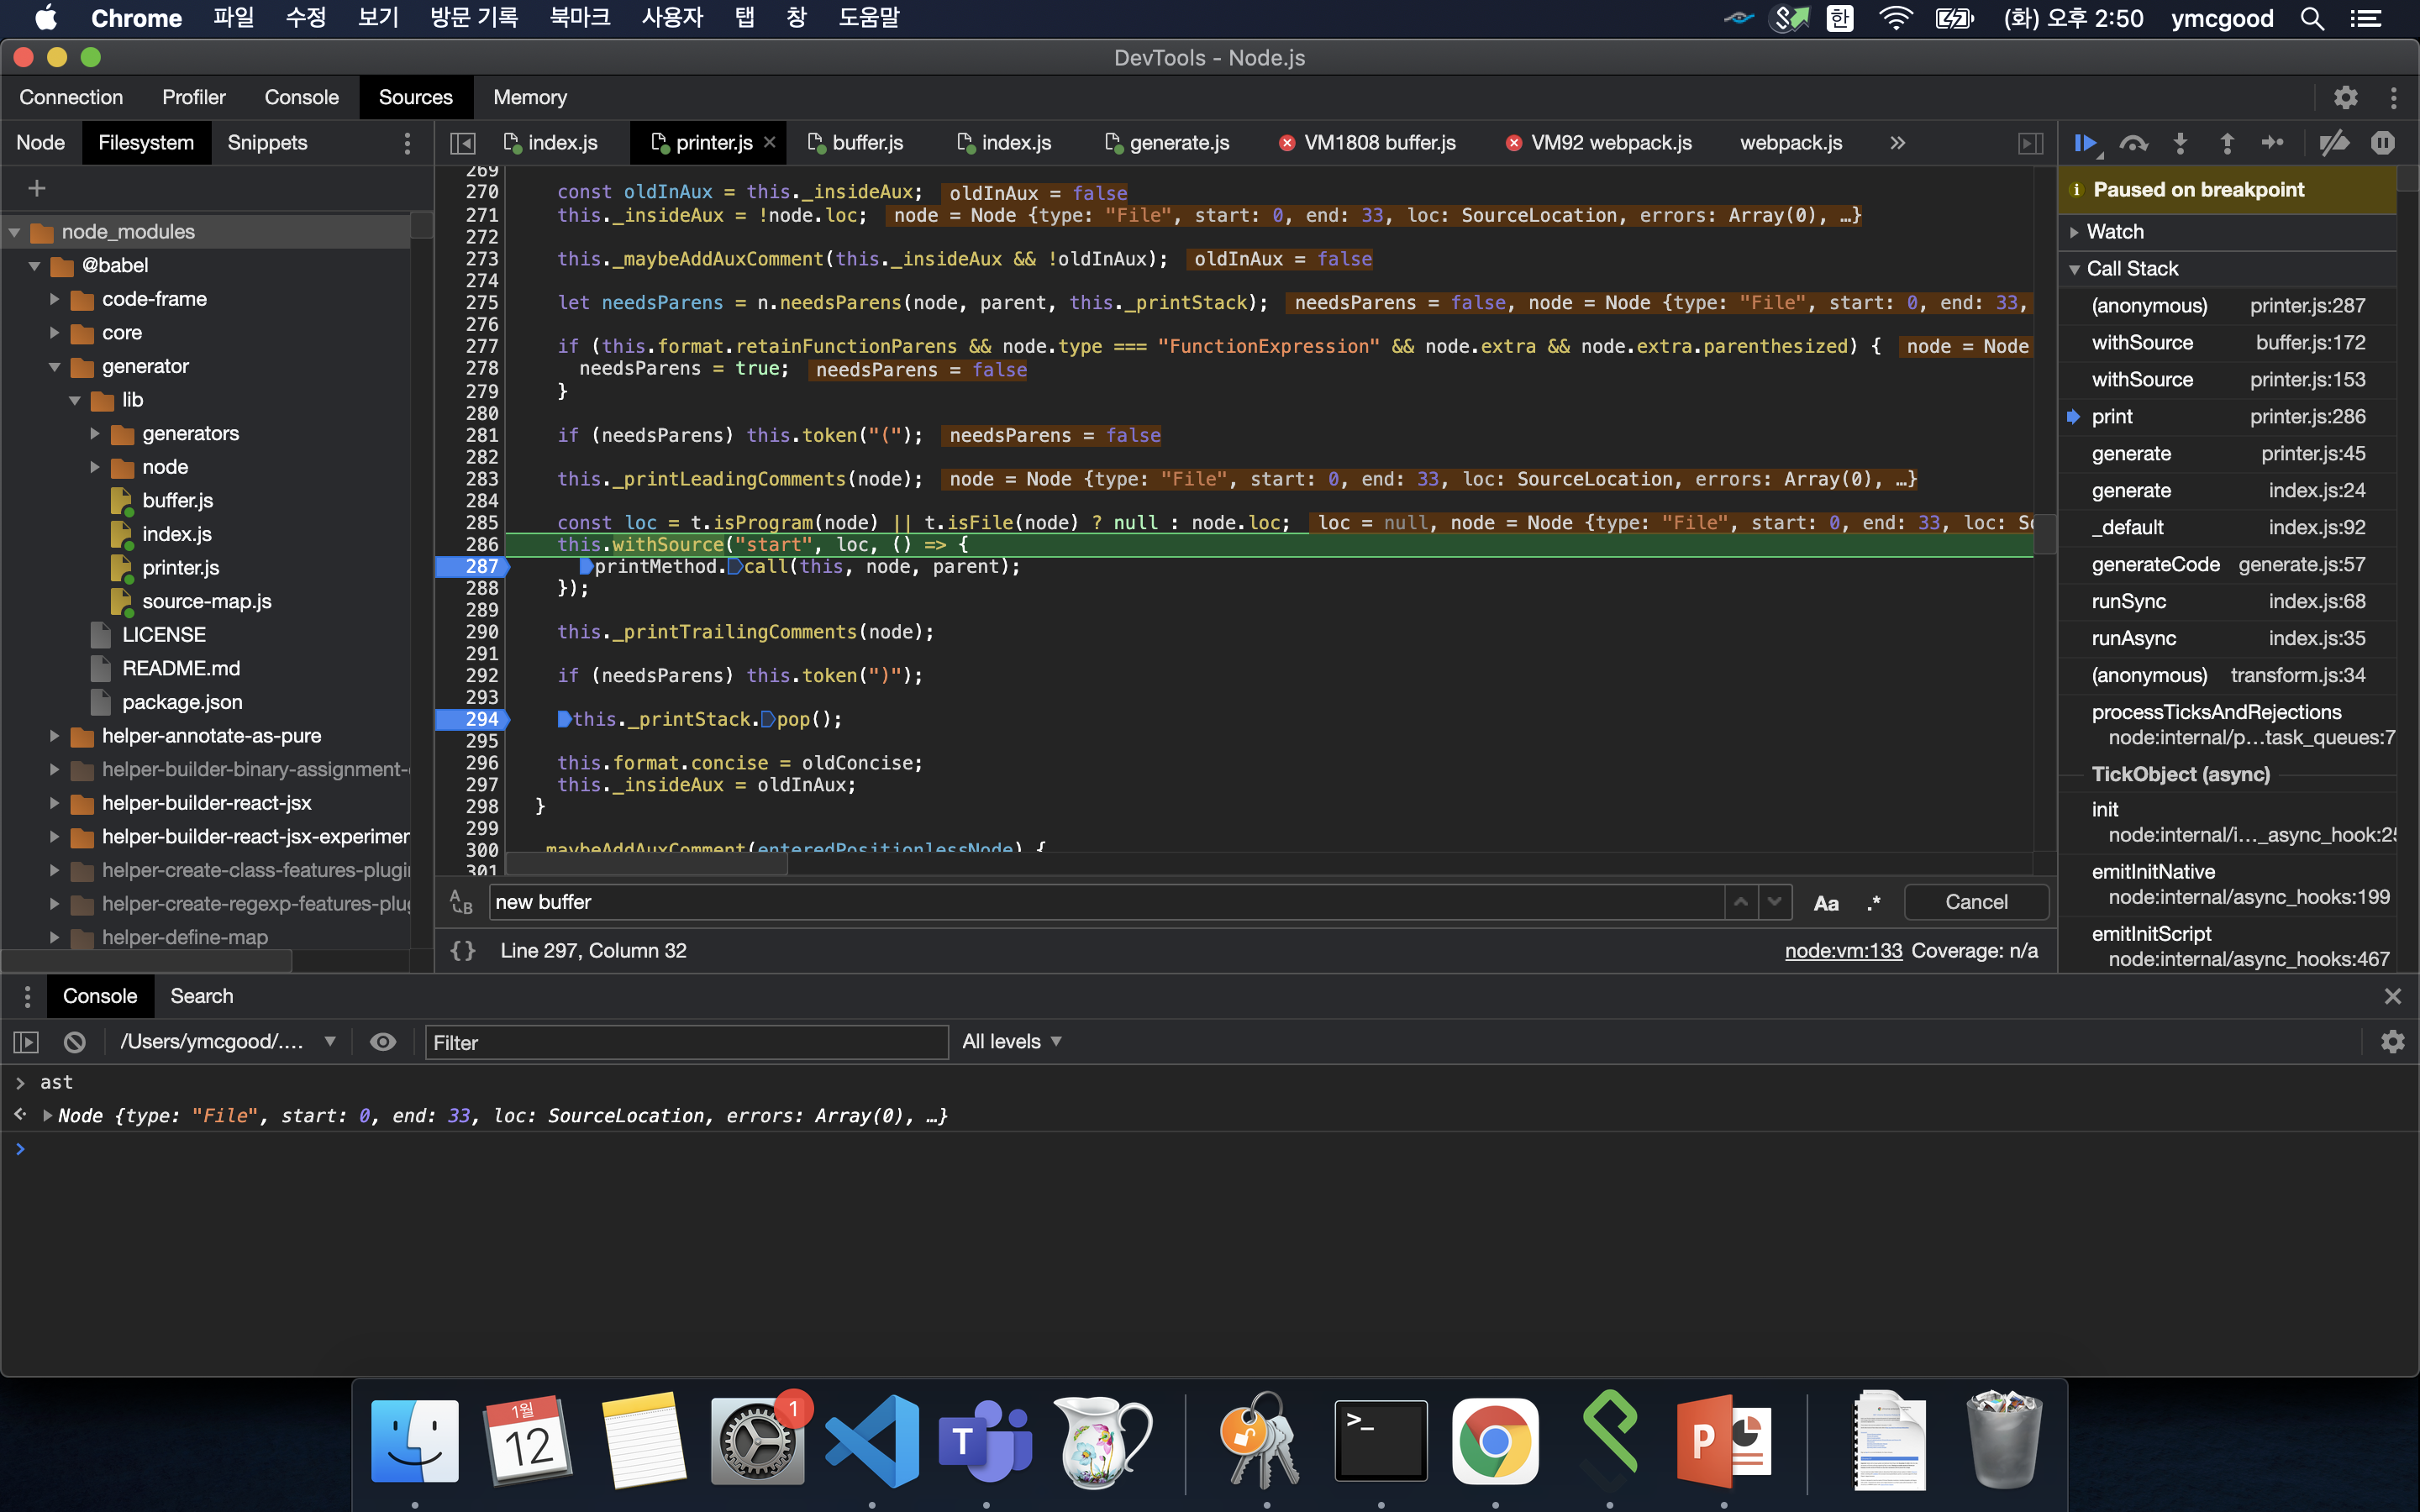 Chrome 파일 수정 보기 방문 기록 북마크 사용자 탭 창 도움말 한 (화) 오후 2:50 ymcgood
DevTools - Node.js
Connection Profiler Console Sources Memory
Node Filesystem Snippets
index.js printer.js buffer.js index.js generate.js VM1808 buffer.js VM92 webpack.js webpack.js
node_modules
@babel
code-frame
core
generator
lib
generators
node
buffer.js
index.js
printer.js
source-map.js
LICENSE
README.md
package.json
helper-annotate-as-pure
helper-builder-binary-assignment-
helper-builder-react-jsx
helper-builder-react-jsx-experimer
helper-create-class-features-plugi
helper-create-regexp-features-plug
helper-define-map
269
270 const oldInAux = this._insideAux; oldInAux = false
271 this._insideAux = !node.loc; node = Node {type: "File", start: 0, end: 33, loc: SourceLocation, errors: Array(0), …}
272
273 this._maybeAddAuxComment(this._insideAux && !oldInAux); oldInAux = false
274
275 let needsParens = n.needsParens(node, parent, this._printStack); needsParens = false, node = Node {type: "File", start: 0, end: 33,
276
277 if (this.format.retainFunctionParens && node.type === "FunctionExpression" && node.extra && node.extra.parenthesized) { node = Node
278 needsParens = true; needsParens = false
279 }
280
281 if (needsParens) this.token("("); needsParens = false
282
283 this._printLeadingComments(node); node = Node {type: "File", start: 0, end: 33, loc: SourceLocation, errors: Array(0), …}
284
285 const loc = t.isProgram(node) || t.isFile(node) ? null : node.loc; loc = null, node = Node {type: "File", start: 0, end: 33, loc: So
286 this.withSource("start", loc, () => {
287 printMethod.call(this, node, parent);
288 });
289
290 this._printTrailingComments(node);
291
292 if (needsParens) this.token(")");
293
294 this._printStack.pop();
295
296 this.format.concise = oldConcise;
297 this._insideAux = oldInAux;
298 }
299
300 _maybeAddAuxComment(enteredPositionlessNode) {
301
new buffer Aa .* Cancel
{} Line 297, Column 32 node:vm:133 Coverage: n/a
Paused on breakpoint
Watch
Call Stack
(anonymous) printer.js:287
withSource buffer.js:172
withSource printer.js:153
print printer.js:286
generate printer.js:45
generate index.js:24
_default index.js:92
generateCode generate.js:57
runSync index.js:68
runAsync index.js:35
(anonymous) transform.js:34
processTicksAndRejections
node:internal/p…task_queues:7
TickObject (async)
init
node:internal/i…_async_hook:25
emitInitNative
node:internal/async_hooks:199
emitInitScript
node:internal/async_hooks:467
Console Search
/Users/ymcgood/.... Filter All levels
> ast
Node {type: "File", start: 0, end: 33, loc: SourceLocation, errors: Array(0), …}
>
1월
12
1
T
>_
P